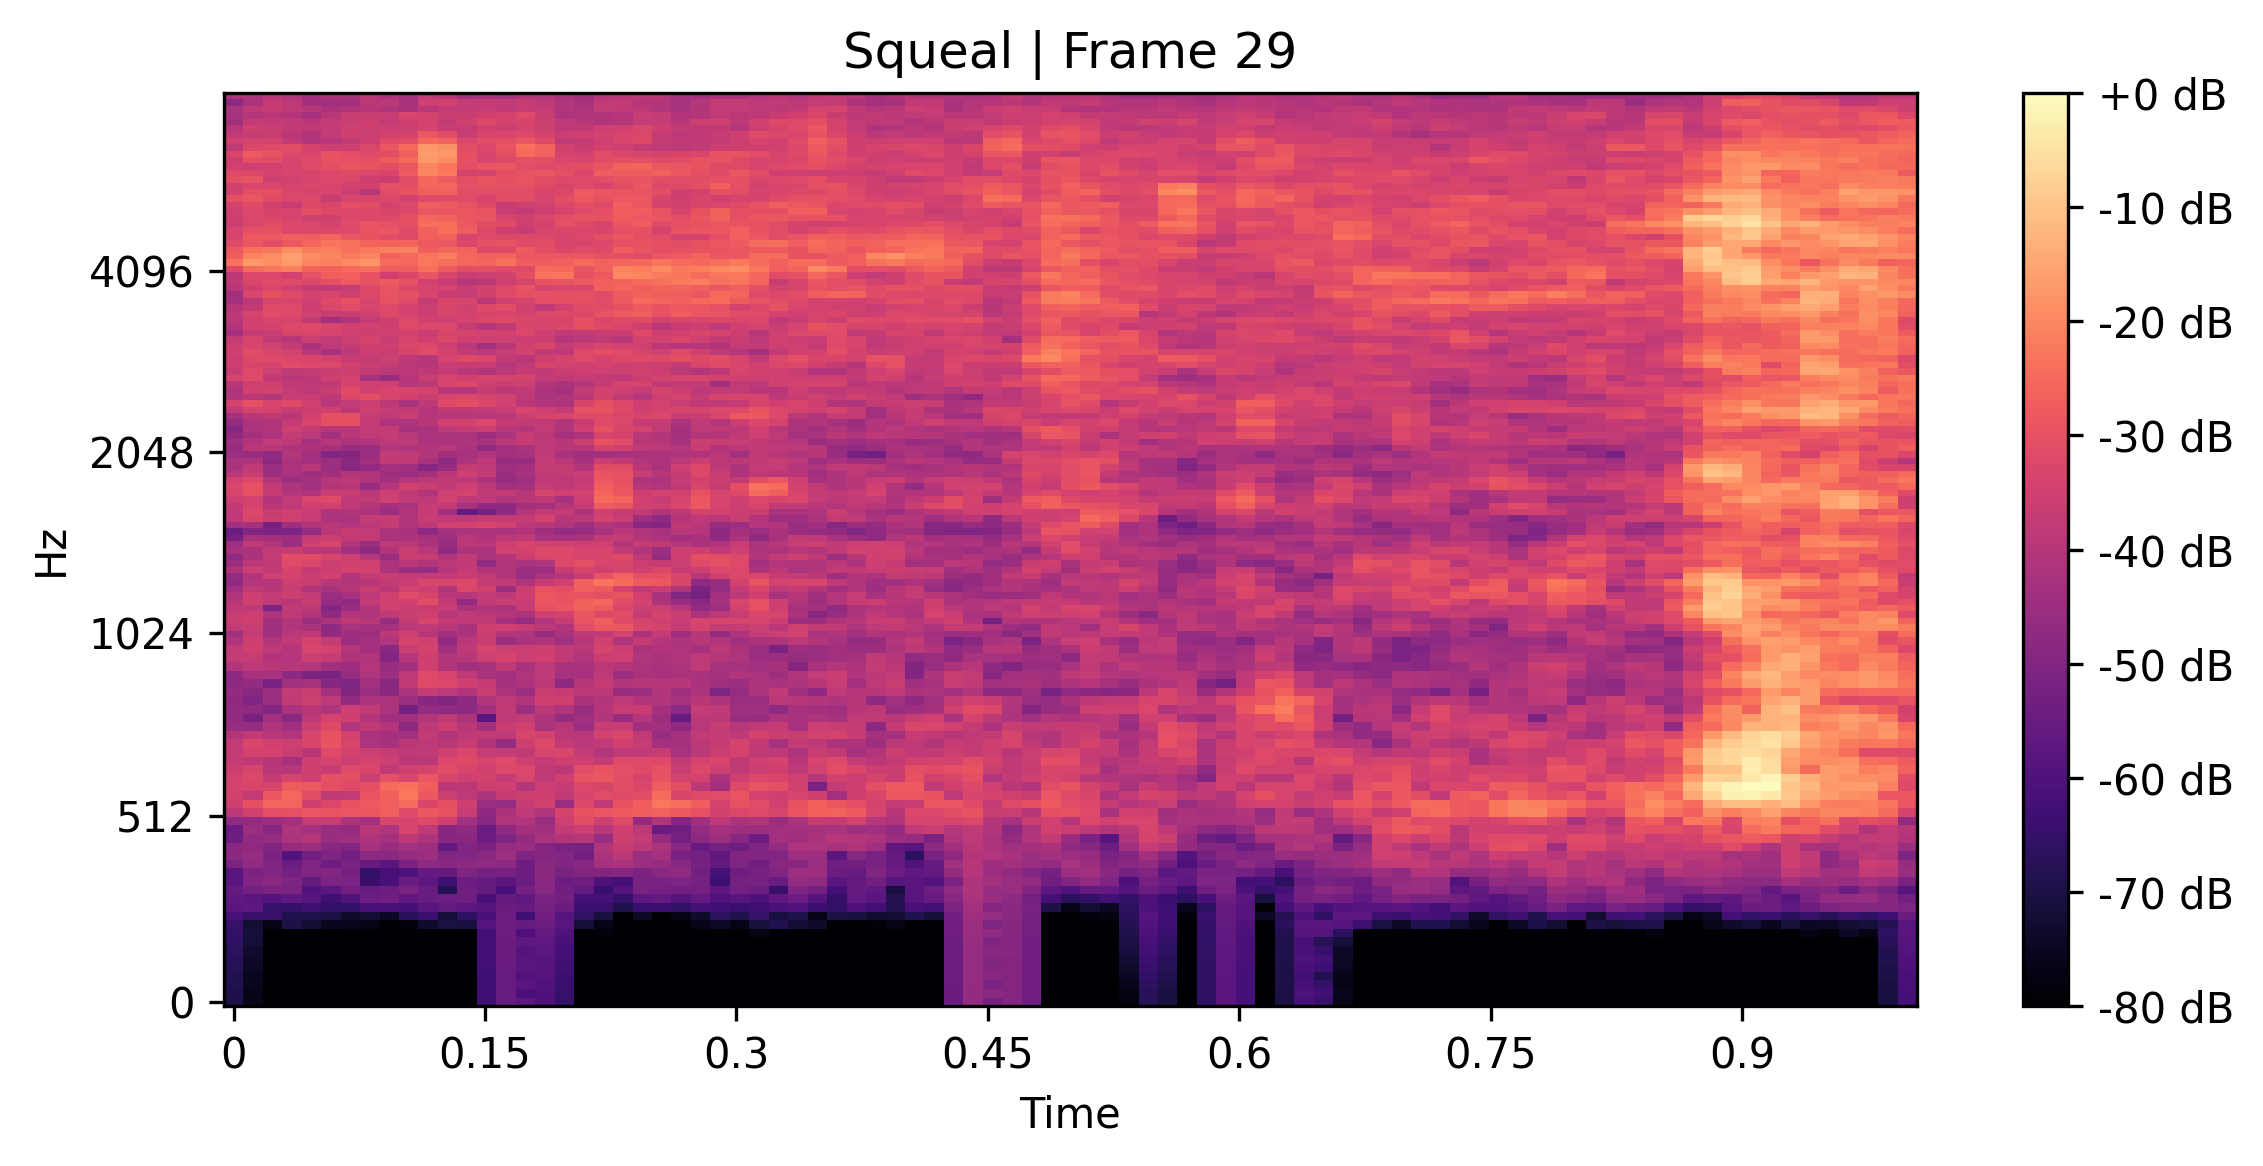 Squeal | Frame 29
+0 dB
-10 dB
-20 dB
-30 dB
-40 dB
-50 dB
-60 dB
-70 dB
-80 dB
Hz
4096
2048
1024
512
0
0 0.15 0.3 0.45 0.6 0.75 0.9
Time